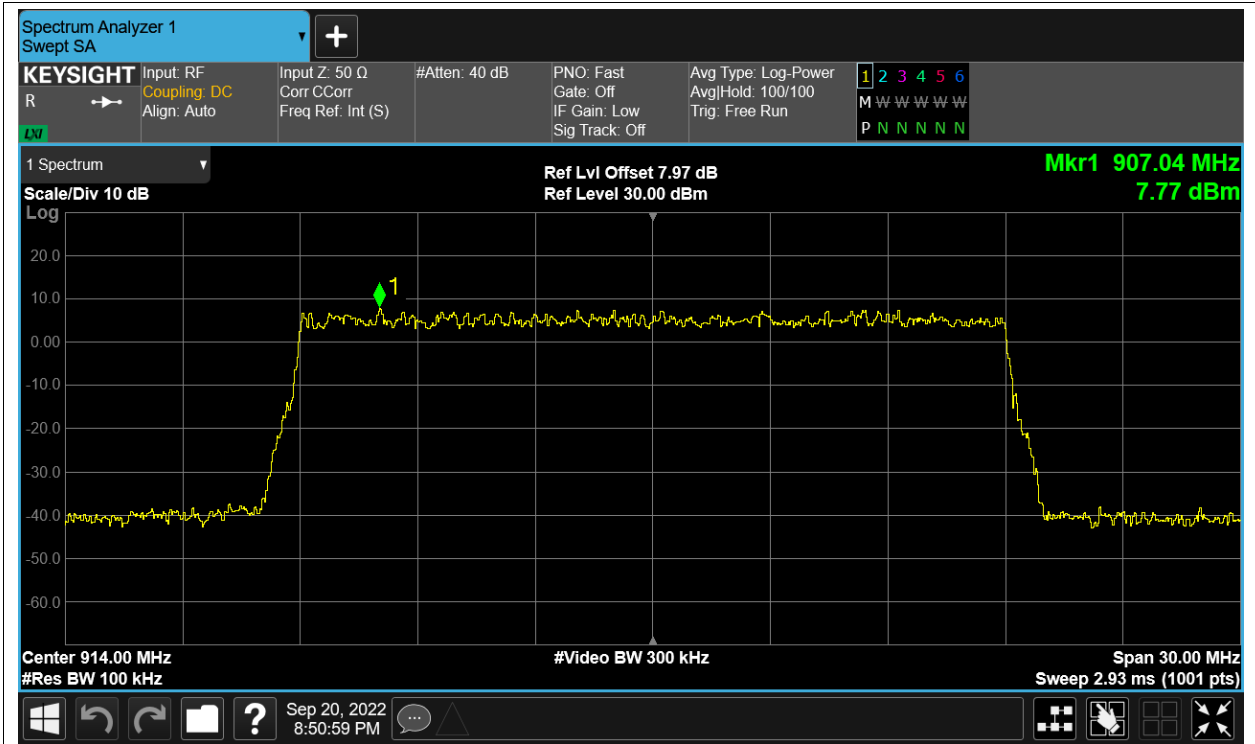 Spectrum Analyzer 1
Swept SA
KEYSIGHT
R
LXI
Input: RF
Coupling: DC
Align: Auto
Input Z: 50 Ω
Corr CCorr
Freq Ref: Int (S)
#Atten: 40 dB
PNO: Fast
Gate: Off
IF Gain: Low
Sig Track: Off
Avg Type: Log-Power
Avg|Hold: 100/100
Trig: Free Run
1 2 3 4 5 6
M W W W W W
P N N N N N
1 Spectrum
Scale/Div 10 dB
Log
Ref Lvl Offset 7.97 dB
Ref Level 30.00 dBm
Mkr1 907.04 MHz
7.77 dBm
20.0
10.0
1
0.00
-10.0
-20.0
-30.0
-40.0
-50.0
-60.0
Center 914.00 MHz
#Res BW 100 kHz
#Video BW 300 kHz
Span 30.00 MHz
Sweep 2.93 ms (1001 pts)
?
Sep 20, 2022
8:50:59 PM